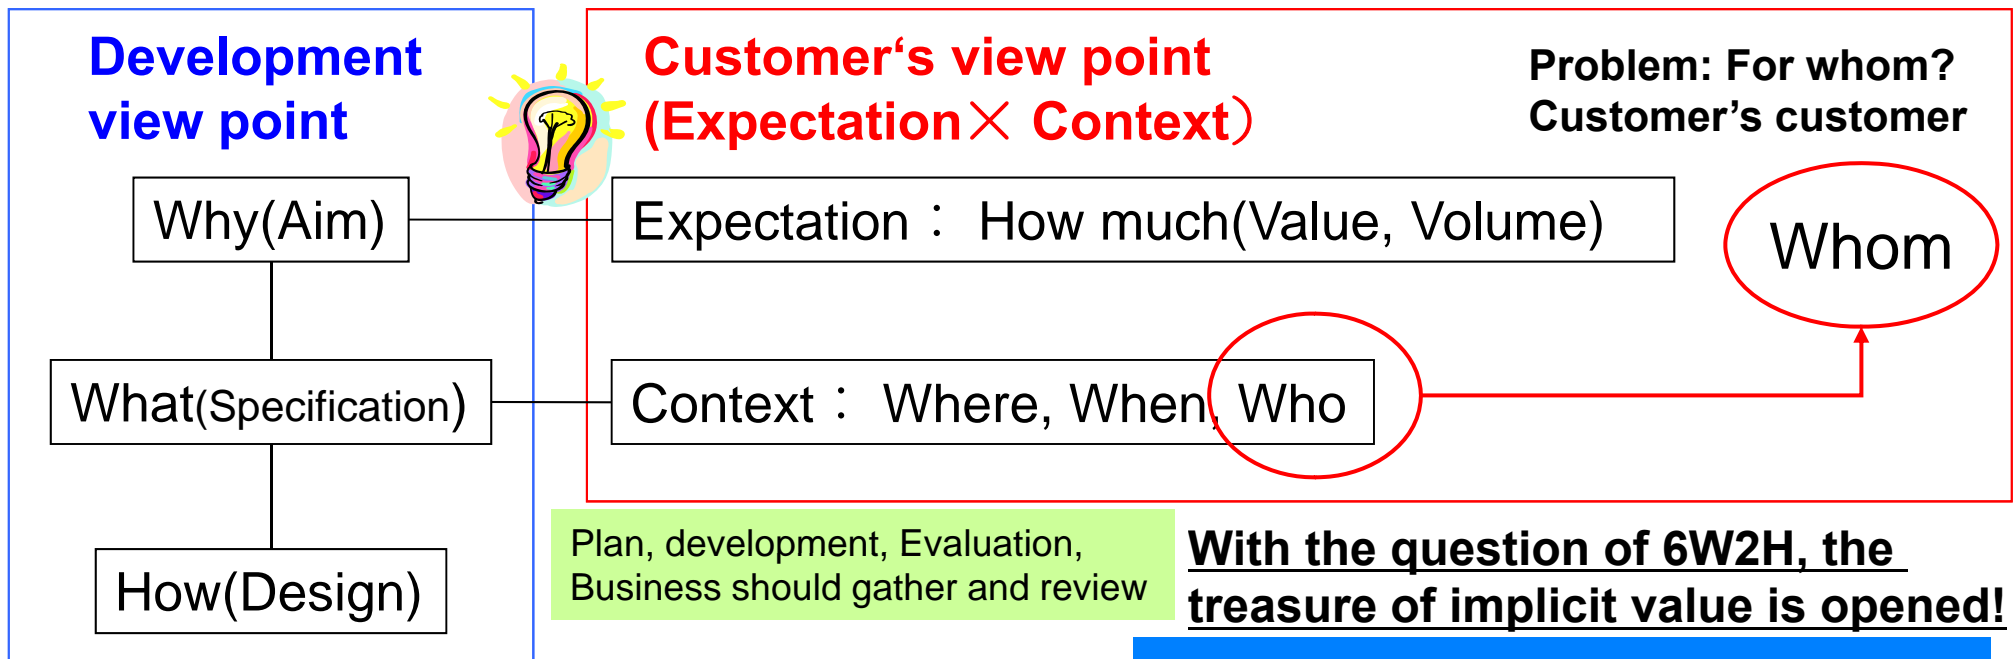 Development
view point
Why(Aim)
What(Specification)
How(Design)
Customer‘s view point
(Expectation× Context）
Problem: For whom?
Customer’s customer
Expectation： How much(Value, Volume)
Whom
Context： Where, When, Who
Plan, development, Evaluation,
Business should gather and review
With the question of 6W2H, the
treasure of implicit value is opened!